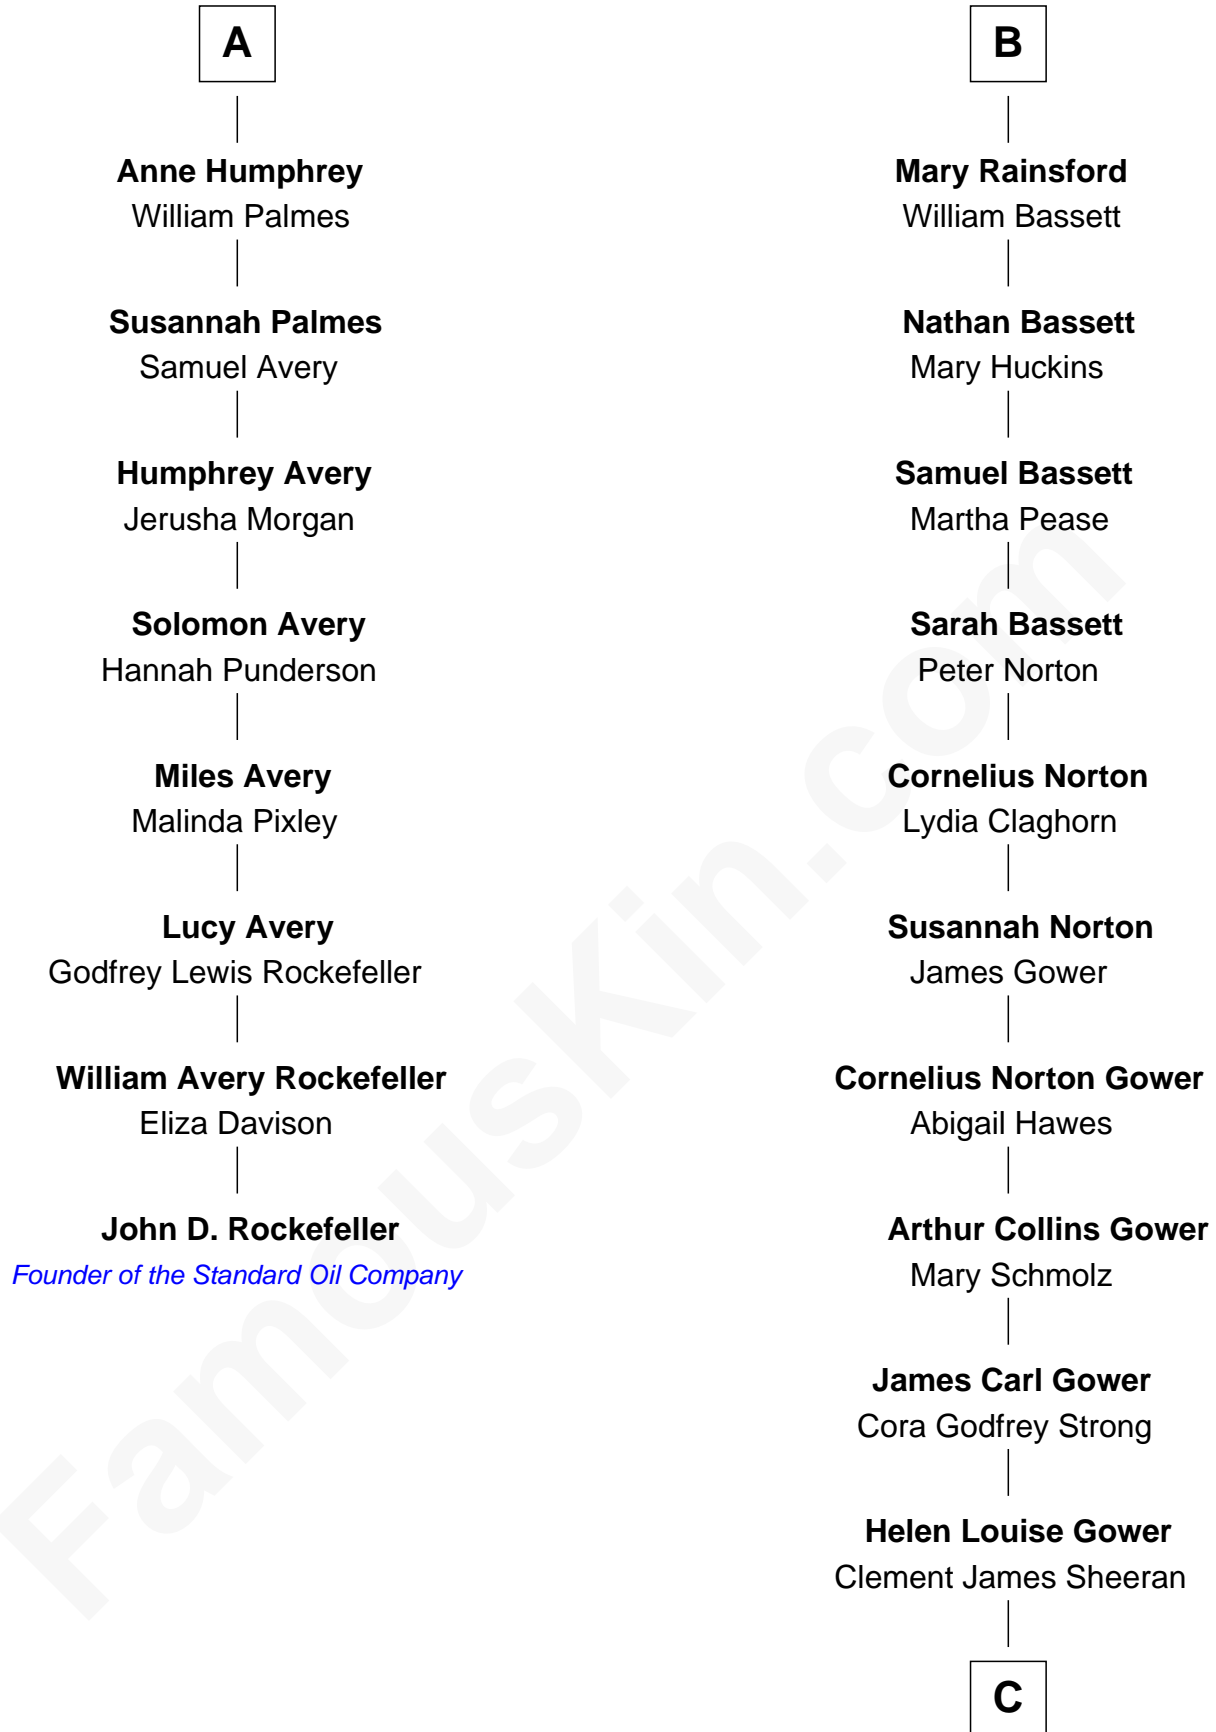 A
Anne Humphrey
William Palmes
Susannah Palmes
Samuel Avery
Humphrey Avery
Jerusha Morgan
Solomon Avery
Hannah Punderson
Miles Avery
Malinda Pixley
Lucy Avery
Godfrey Lewis Rockefeller
William Avery Rockefeller
Eliza Davison
John D. Rockefeller
Founder of the Standard Oil Company
B
Mary Rainsford
William Bassett
Nathan Bassett
Mary Huckins
Samuel Bassett
Martha Pease
Sarah Bassett
Peter Norton
Cornelius Norton
Lydia Claghorn
Susannah Norton
James Gower
Cornelius Norton Gower
Abigail Hawes
Arthur Collins Gower
Mary Schmolz
James Carl Gower
Cora Godfrey Strong
Helen Louise Gower
Clement James Sheeran
C
FamousKin.com